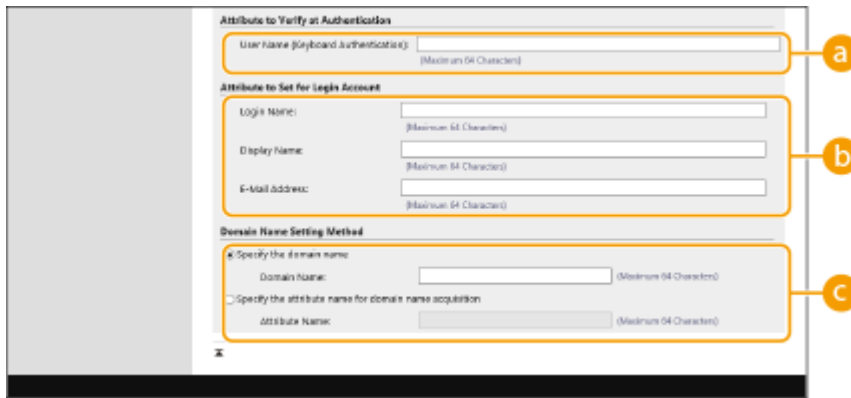 Attribute to Verify at Authentication
User Name (Keyboard Authentication):
(Maximum 64 Characters)
a
Attribute to Set for Login Account
Login Name:
(Maximum 64 Characters)
Display Name:
(Maximum 64 Characters)
b
E-Mail Address:
(Maximum 64 Characters)
Domain Name Setting Method
Specify the domain name
Domain Name: (Maximum 64 Characters)
c
Specify the attribute name for domain name acquisition
Attribute Name: (Maximum 64 Characters)